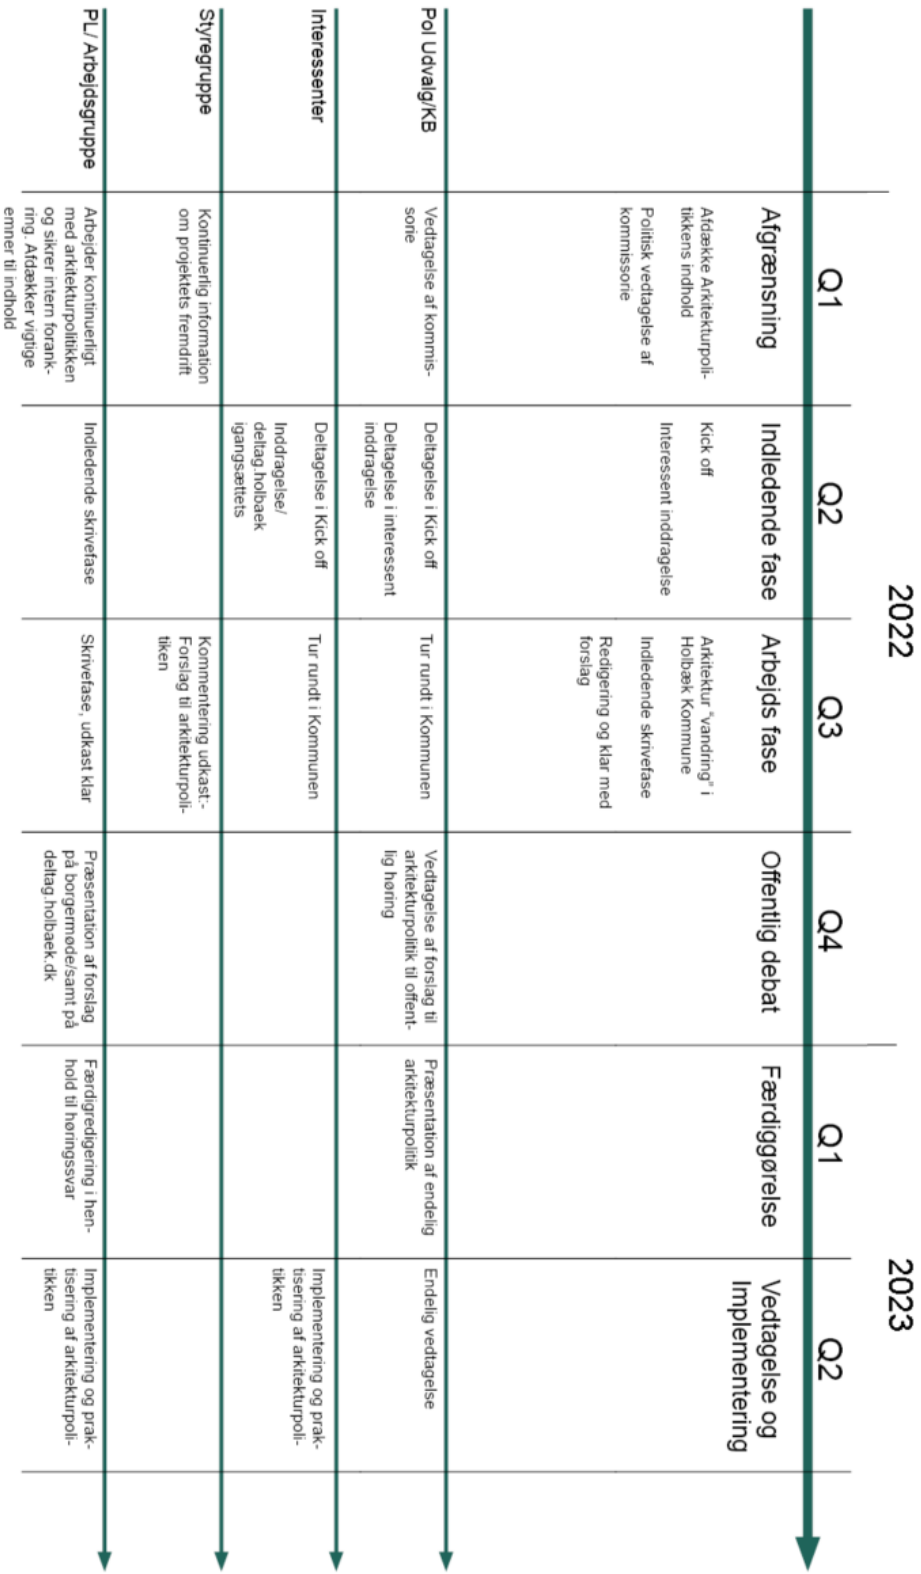 2022
2023
Q1
Q2
Q3
Q4
Q1
Q2
Afgrænsning
Indledende fase
Arbejds fase
Offentlig debat
Færdiggørelse
Vedtagelse og
Implementering
Afdække Arkitekturpoli-
tikkens indhold
Politisk vedtagelse af
kommissorie
Kick off
Interessent inddragelse
Arkitektur "vandring" i
Holbæk Kommune
Indledende skrivefase
Redigering og klar med
forslag
Pol Udvalg/KB
Vedtagelse af kommis-
sorie
Deltagelse i Kick off
Deltagelse i interessent
inddragelse
Tur rundt i Kommunen
Vedtagelse af forslag til
arkitekturpolitik til offent-
lig høring
Præsentation af endelig
arkitekturpolitik
Endelig vedtagelse
Interessenter
Deltagelse i Kick off
Inddragelse/
deltag.holbaek
igangsættets
Tur rundt i Kommunen
Implementering og prak-
tisering af arkitekturpoli-
tikken
Styregruppe
Kontinuerlig information
om projektets fremdrift
Kommentering udkast:-
Forslag til arkitekturpoli-
tiken
PL/ Arbejdsgruppe
Arbejder kontinuerligt
med arkitekturpolitikken
og sikrer intern forank-
ring. Afdækker vigtige
emner til indhold
Indledende skrivefase
Skrivefase, udkast klar
Præsentation af forslag
på borgermøde/samt på
deltag.holbaek.dk
Færdigredigering i hen-
hold til høringssvar
Implementering og prak-
tisering af arkitekturpoli-
tikken